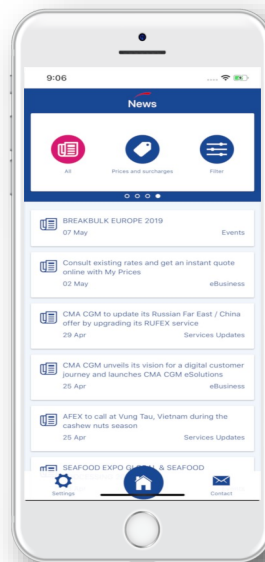 9:06
News
All
Prices and surcharges
Filter
BREAKBULK EUROPE 2019
07 May Events
Consult existing rates and get an instant quote
online with My Prices
02 May eBusiness
CMA CGM to update its Russian Far East / China
offer by upgrading its RUFEX service
29 Apr Services Updates
CMA CGM unveils its vision for a digital customer
journey and launches CMA CGM eSolutions
25 Apr eBusiness
AFEX to call at Vung Tau, Vietnam during the
cashew nuts season
25 Apr Services Updates
SEAFOOD EXPO GLOBAL & SEAFOOD
Settings
Contact